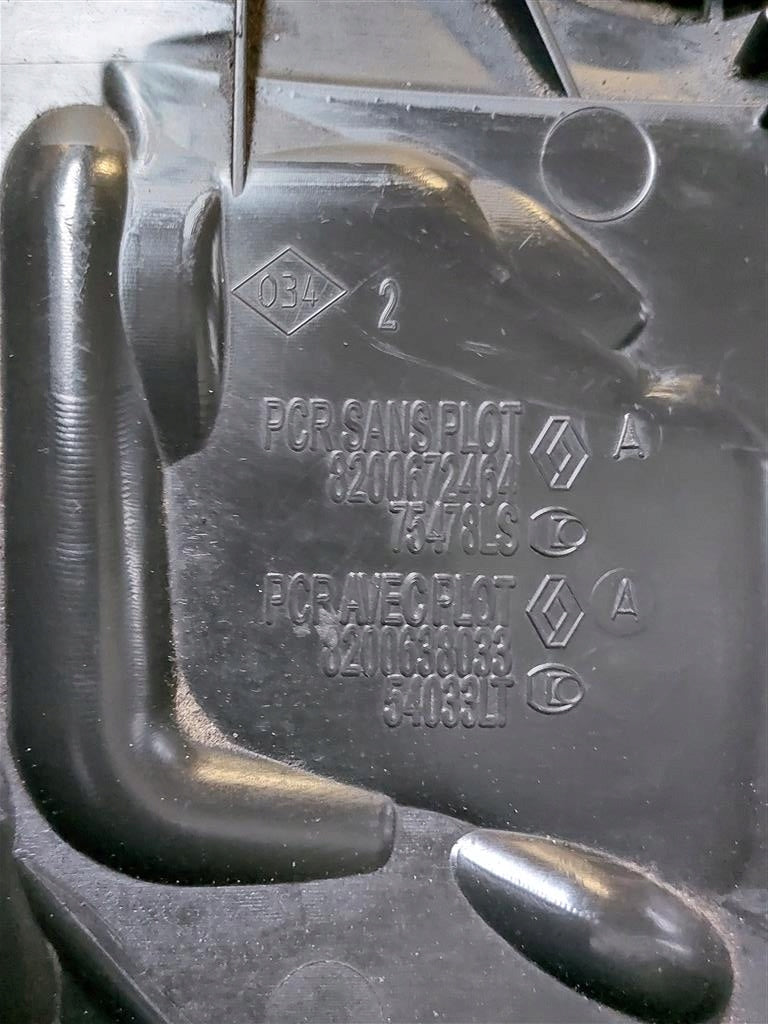 034 2
PCR SANS PLOT A
8200672464
75478LS
PCR AVEC PLOT A
8200638033
54033LT